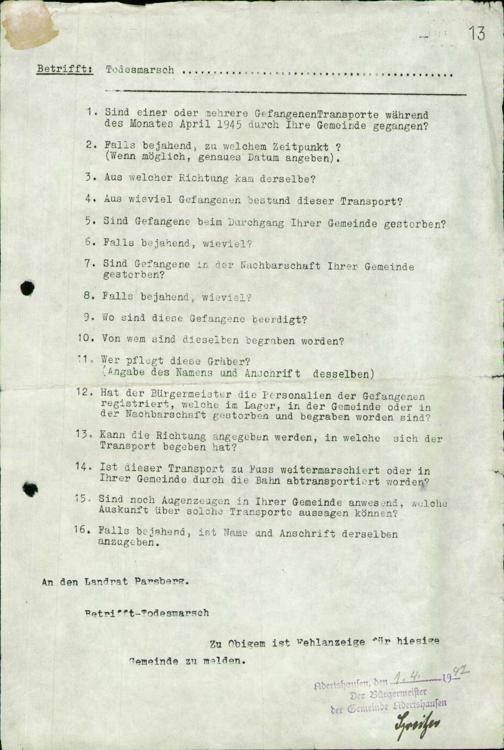 13
Betrifft: Todesmarsch ............................................
1. Sind einer oder mehrere GefangenenTransporte während
des Monates April 1945 durch Ihre Gemeinde gegangen?
2. Falls bejahend, zu welchem Zeitpunkt ?
(Wenn möglich, genaues Datum angeben).
3. Aus welcher Richtung kam derselbe?
4. Aus wieviel Gefangenen bestand dieser Transport?
5. Sind Gefangene beim Durchgang Ihrer Gemeinde gestorben?
6. Falls bejahend, wieviel?
7. Sind Gefangene in der Nachbarschaft Ihrer Gemeinde
gestorben?
8. Falls bejahend, wieviel?
9. Wo sind diese Gefangene beerdigt?
10. Von wem sind dieselben begraben worden?
11. Wer pflegt diese Gräber?
(Angabe des Namens und Anschrift desselben)
12. Hat der Bürgermeister die Personalien der Gefangenen
registriert, welche im Lager, in der Gemeinde oder in
der Nachbarschaft gestorben und begraben worden sind?
13. Kann die Richtung angegeben werden, in welche sich der
Transport begeben hat?
14. Ist dieser Transport zu Fuss weitermarschiert oder in
Ihrer Gemeinde durch die Bahn abtransportiert worden?
15. Sind noch Augenzeugen in Ihrer Gemeinde anwesend, welche
Auskunft über solche Transporte aussagen können?
16. Falls bejahend, ist Name und Anschrift derselben
anzugeben.
An den Landrat Parsberg.
Betrifft-Todesmarsch
Zu Obigem ist Fehlanzeige für hiesige
Gemeinde zu melden.
Adertshausen, den 1.4. 1947
Der Bürgermeister
der Gemeinde Adertshausen